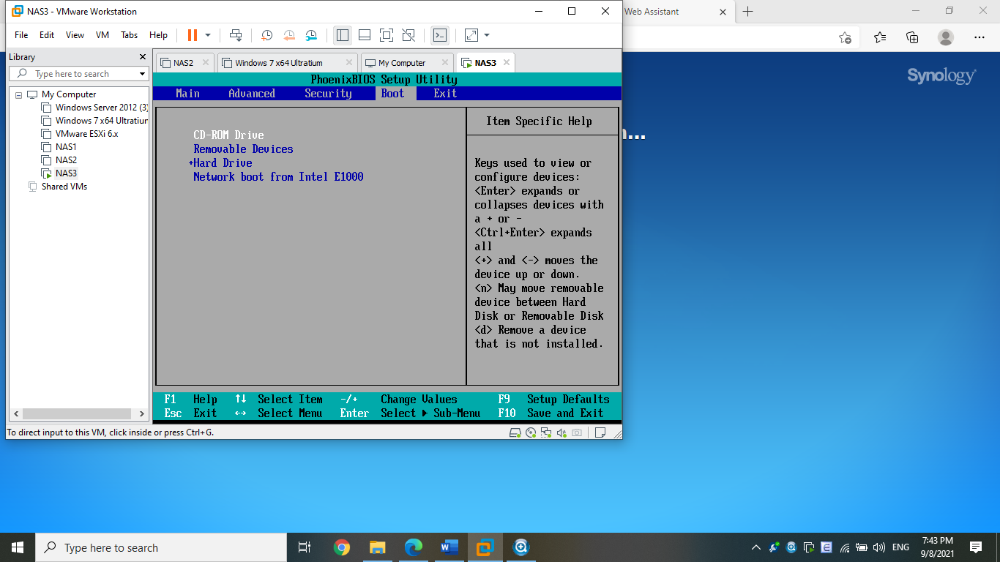 NAS3 - VMware Workstation
Web Assistant
File Edit View VM Tabs Help
Library
Type here to search
My Computer
Windows Server 2012 (3)
Windows 7 x64 Ultratiun
VMware ESXi 6.x
NAS1
NAS2
NAS3
Shared VMs
NAS2
Windows 7 x64 Ultratium
My Computer
NAS3
PhoenixBIOS Setup Utility
Main Advanced Security Boot Exit
CD-ROM Drive
Removable Devices
+Hard Drive
Network boot from Intel E1000
Item Specific Help
Keys used to view or
configure devices:
<Enter> expands or
collapses devices with
a + or -
<Ctrl+Enter> expands
all
<+> and <-> moves the
device up or down.
<n> May move removable
device between Hard
Disk or Removable Disk
<d> Remove a device
that is not installed.
F1 Help ↑↓ Select Item -/+ Change Values F9 Setup Defaults
Esc Exit ↔ Select Menu Enter Select ▶ Sub-Menu F10 Save and Exit
To direct input to this VM, click inside or press Ctrl+G.
Synology
...
Type here to search
ENG
7:43 PM
9/8/2021